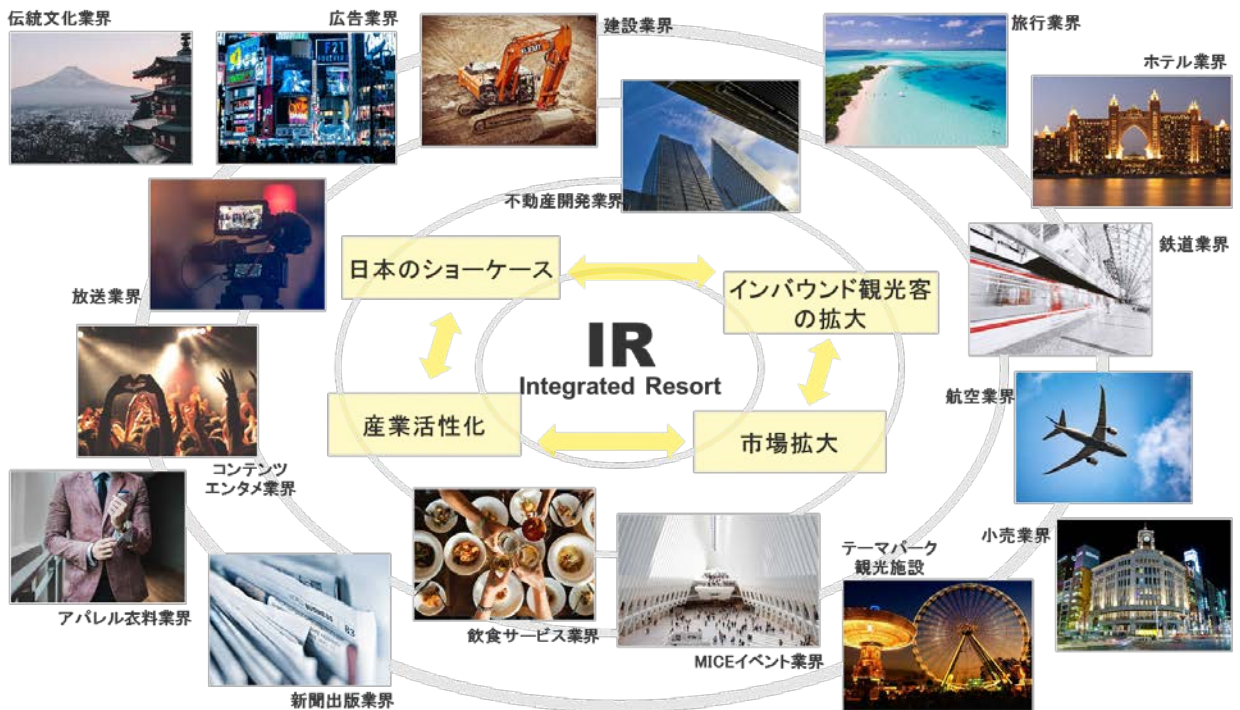 伝統文化業界
広告業界
建設業界
旅行業界
ホテル業界
F21
FOREVER 21
不動産開発業界
鉄道業界
放送業界
日本のショーケース
インバウンド観光客
の拡大
IR
Integrated Resort
産業活性化
市場拡大
航空業界
コンテンツ
エンタメ業界
小売業界
テーマパーク
観光施設
アパレル衣料業界
BUSINESS
83
飲食サービス業界
MICEイベント業界
新聞出版業界